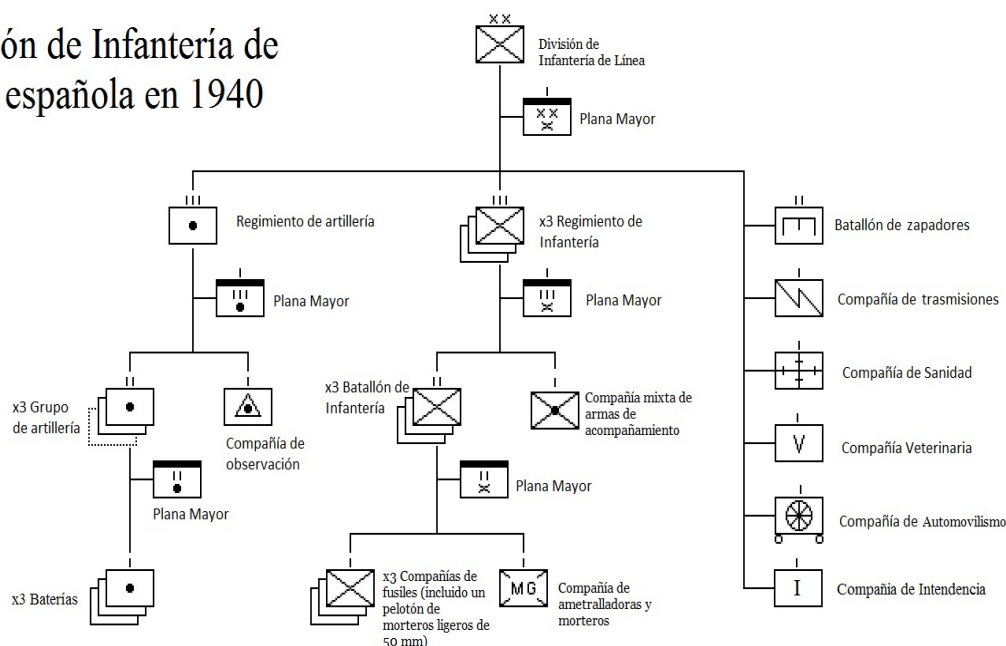 ón de Infantería de
española en 1940
División de
Infantería de Línea
Plana Mayor
Regimiento de artillería
x3 Regimiento de
Infantería
Batallón de zapadores
Plana Mayor
Plana Mayor
Compañía de trasmisiones
Compañía de Sanidad
x3 Grupo
de artillería
Compañía de
observación
x3 Batallón de
Infantería
Compañía mixta de
armas de
acompañamiento
V
Compañía Veterinaria
Plana Mayor
Plana Mayor
Compañía de Automovilismo
x3 Baterías
x3 Compañías de
fusiles (incluido un
pelotón de
morteros ligeros de
50 mm)
MG
Compañía de
ametralladoras y
morteros
I
Compañia de Intendencia